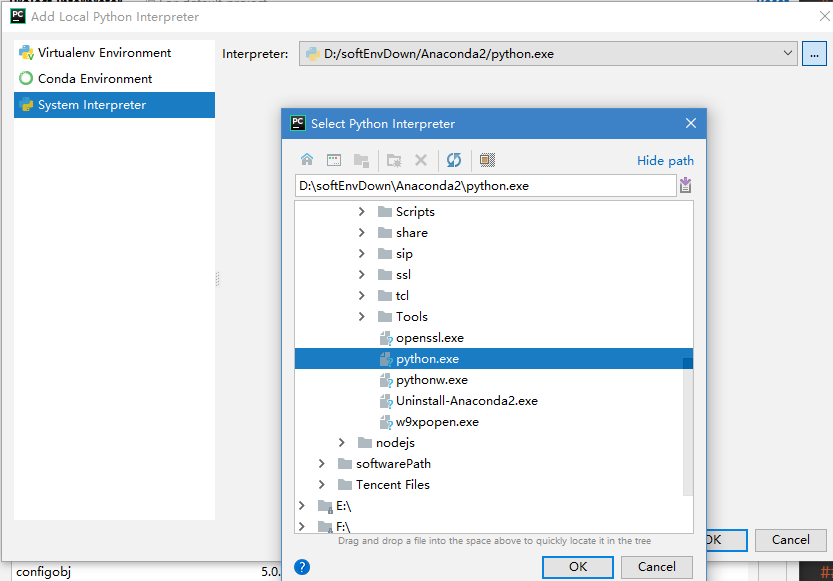 PC Add Local Python Interpreter
Virtualenv Environment
Conda Environment
System Interpreter
Interpreter: D:/softEnvDown/Anaconda2/python.exe
...
PC Select Python Interpreter
Hide path
D:\softEnvDown\Anaconda2\python.exe
Scripts
share
sip
ssl
tcl
Tools
openssl.exe
python.exe
pythonw.exe
Uninstall-Anaconda2.exe
w9xpopen.exe
nodejs
softwarePath
Tencent Files
E:\
F:\
Drag and drop a file into the space above to quickly locate it in the tree
OK Cancel
? OK Cancel
configobj 5.0.